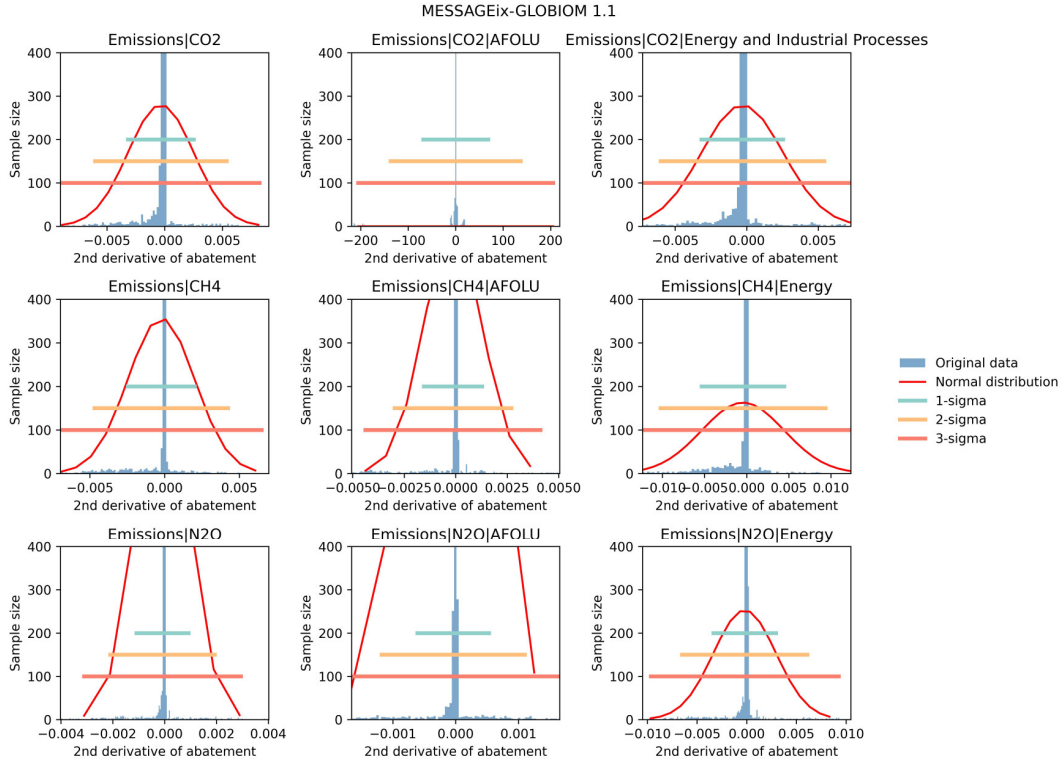 MESSAGEix-GLOBIOM 1.1
Emissions|CO2
Emissions|CO2|AFOLU
Emissions|CO2|Energy and Industrial Processes
400
300
200
100
0
Sample size
−0.005 0.000 0.005
2nd derivative of abatement
400
300
200
100
0
Sample size
−200 −100 0 100 200
2nd derivative of abatement
400
300
200
100
0
Sample size
−0.005 0.000 0.005
2nd derivative of abatement
Emissions|CH4
Emissions|CH4|AFOLU
Emissions|CH4|Energy
400
300
200
100
0
Sample size
−0.005 0.000 0.005
2nd derivative of abatement
400
300
200
100
0
Sample size
−0.0050 −0.0025 0.0000 0.0025 0.0050
2nd derivative of abatement
400
300
200
100
0
Sample size
−0.010 −0.005 0.000 0.005 0.010
2nd derivative of abatement
Original data
Normal distribution
1-sigma
2-sigma
3-sigma
Emissions|N2O
Emissions|N2O|AFOLU
Emissions|N2O|Energy
400
300
200
100
0
Sample size
−0.004 −0.002 0.000 0.002 0.004
2nd derivative of abatement
400
300
200
100
0
Sample size
−0.001 0.000 0.001
2nd derivative of abatement
400
300
200
100
0
Sample size
−0.010 −0.005 0.000 0.005 0.010
2nd derivative of abatement